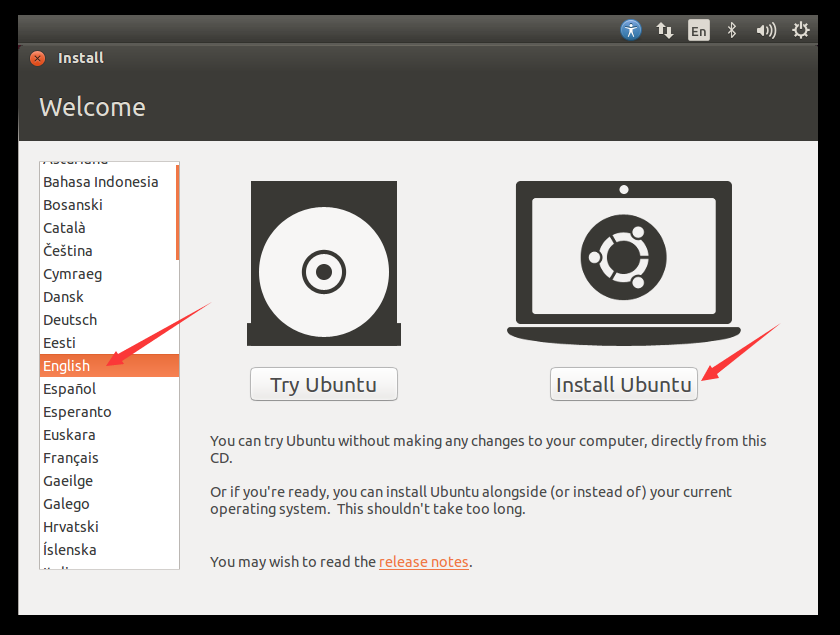 En
Install
Welcome
Bahasa Indonesia
Bosanski
Català
Čeština
Cymraeg
Dansk
Deutsch
Eesti
English
Español
Esperanto
Euskara
Français
Gaeilge
Galego
Hrvatski
Íslenska
Try Ubuntu
Install Ubuntu
You can try Ubuntu without making any changes to your computer, directly from this
CD.
Or if you're ready, you can install Ubuntu alongside (or instead of) your current
operating system. This shouldn't take too long.
You may wish to read the release notes.